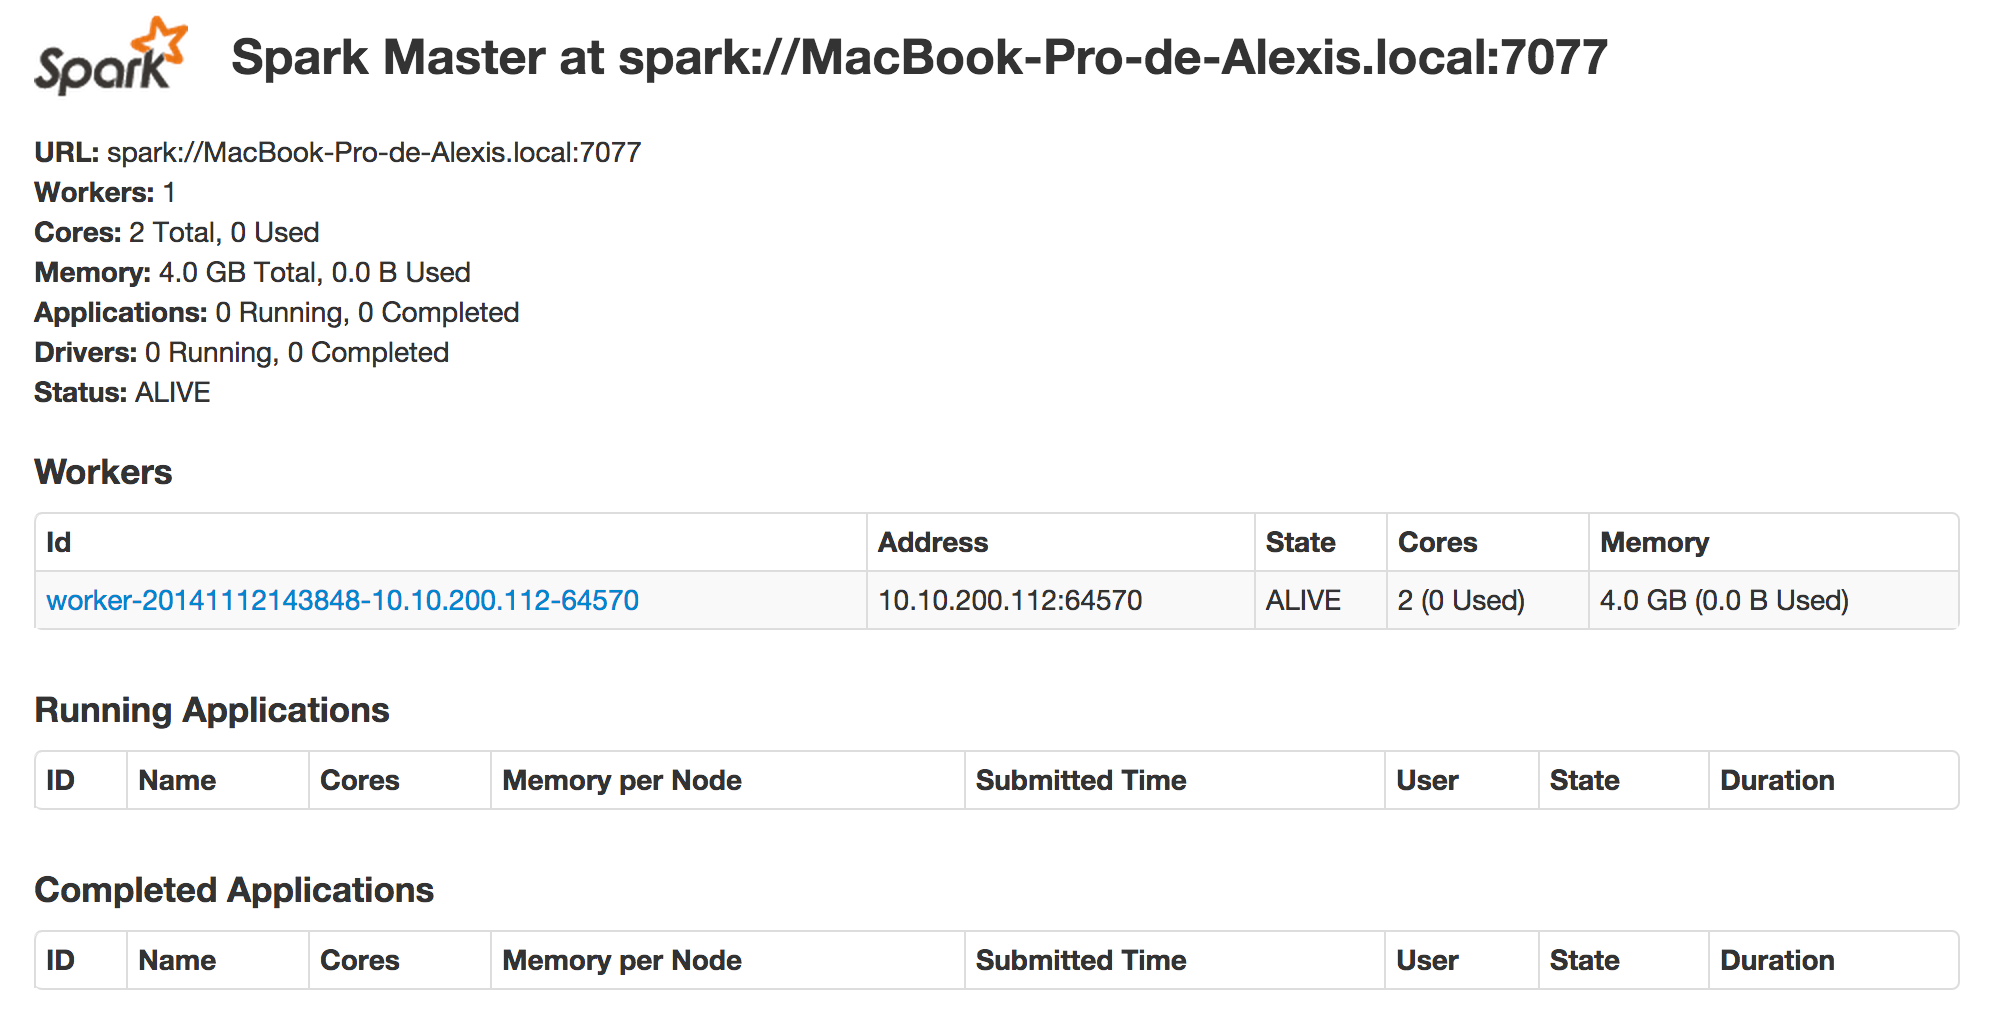 Spark Spark Master at spark://MacBook-Pro-de-Alexis.local:7077
URL: spark://MacBook-Pro-de-Alexis.local:7077
Workers: 1
Cores: 2 Total, 0 Used
Memory: 4.0 GB Total, 0.0 B Used
Applications: 0 Running, 0 Completed
Drivers: 0 Running, 0 Completed
Status: ALIVE
Workers
Id Address State Cores Memory
worker-20141112143848-10.10.200.112-64570 10.10.200.112:64570 ALIVE 2 (0 Used) 4.0 GB (0.0 B Used)
Running Applications
ID Name Cores Memory per Node Submitted Time User State Duration
Completed Applications
ID Name Cores Memory per Node Submitted Time User State Duration